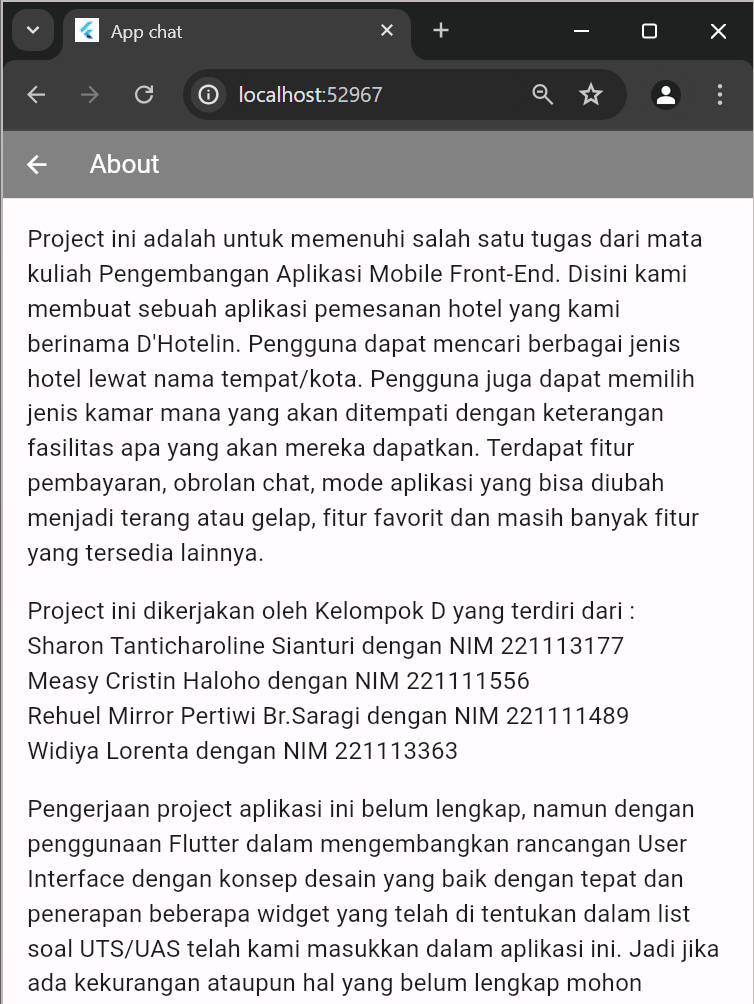 App chat
localhost:52967
About
Project ini adalah untuk memenuhi salah satu tugas dari mata
kuliah Pengembangan Aplikasi Mobile Front-End. Disini kami
membuat sebuah aplikasi pemesanan hotel yang kami
berinama D'Hotelin. Pengguna dapat mencari berbagai jenis
hotel lewat nama tempat/kota. Pengguna juga dapat memilih
jenis kamar mana yang akan ditempati dengan keterangan
fasilitas apa yang akan mereka dapatkan. Terdapat fitur
pembayaran, obrolan chat, mode aplikasi yang bisa diubah
menjadi terang atau gelap, fitur favorit dan masih banyak fitur
yang tersedia lainnya.
Project ini dikerjakan oleh Kelompok D yang terdiri dari :
Sharon Tanticharoline Sianturi dengan NIM 221113177
Measy Cristin Haloho dengan NIM 221111556
Rehuel Mirror Pertiwi Br.Saragi dengan NIM 221111489
Widiya Lorenta dengan NIM 221113363
Pengerjaan project aplikasi ini belum lengkap, namun dengan
penggunaan Flutter dalam mengembangkan rancangan User
Interface dengan konsep desain yang baik dengan tepat dan
penerapan beberapa widget yang telah di tentukan dalam list
soal UTS/UAS telah kami masukkan dalam aplikasi ini. Jadi jika
ada kekurangan ataupun hal yang belum lengkap mohon